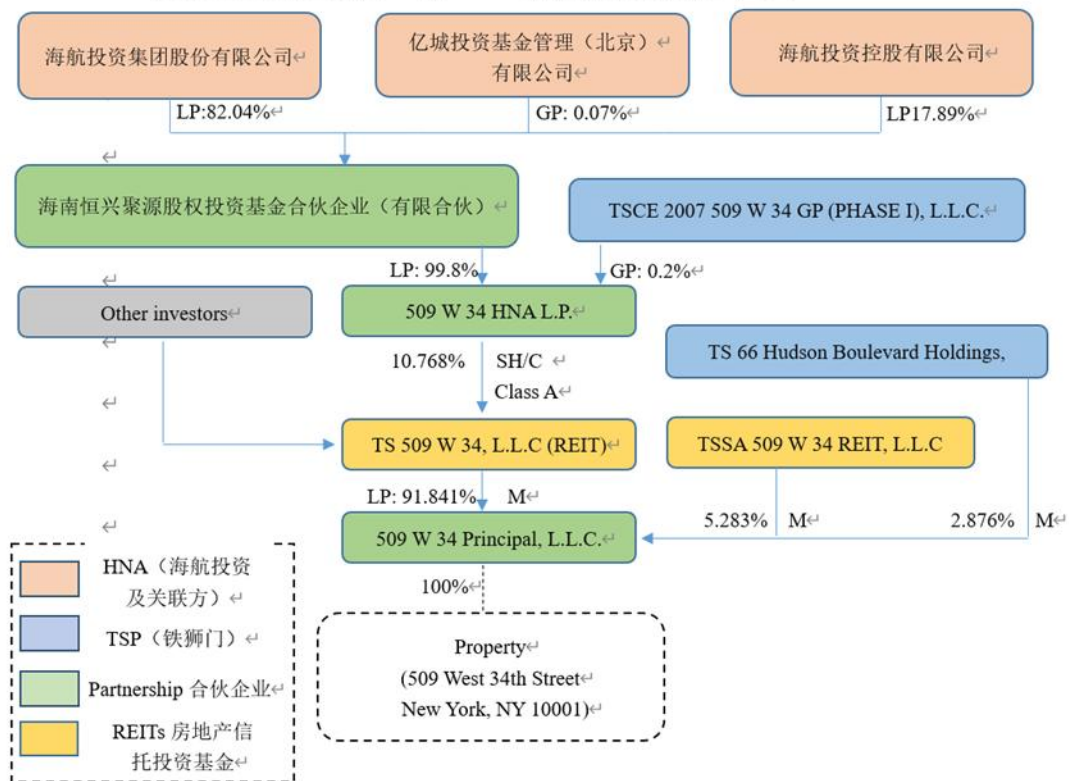 海航投资集团股份有限公司↵
亿城投资基金管理（北京）↵
有限公司↵
海航投资控股有限公司↵
LP:82.04%↵
GP: 0.07%↵
LP17.89%↵
↵
海南恒兴聚源股权投资基金合伙企业（有限合伙）↵
TSCE 2007 509 W 34 GP (PHASE I), L.L.C.↵
LP: 99.8%
GP: 0.2%↵
↵
Other investors↵
509 W 34 HNA L.P.↵
↵
TS 66 Hudson Boulevard Holdings,
10.768% SH/C ↵
Class A↵
↵
TS 509 W 34, L.L.C (REIT)↵
TSSA 509 W 34 REIT, L.L.C
↵
LP: 91.841% M↵
5.283% M↵
2.876% M↵
↵
509 W 34 Principal, L.L.C.↵
100%↵
Property↵
(509 West 34th Street↵
New York, NY 10001)↵
HNA（海航投资
及关联方）↵
TSP（铁狮门）↵
Partnership 合伙企业↵
REITs 房地产信
托投资基金↵